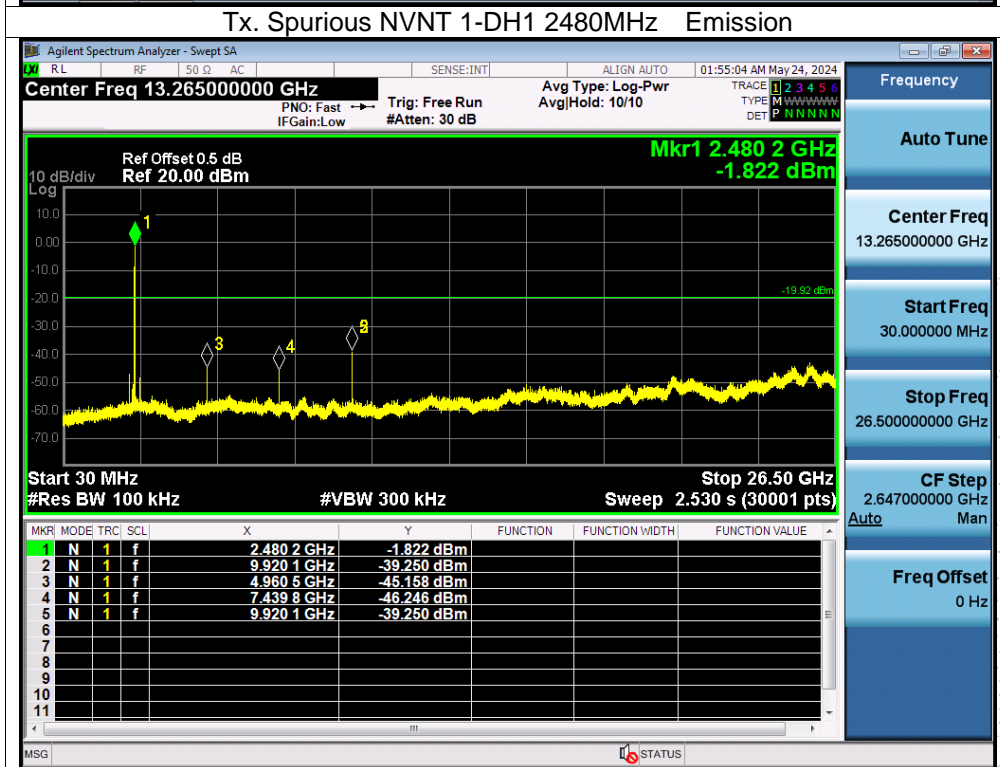 Tx. Spurious NVNT 1-DH1 2480MHz Emission
Agilent Spectrum Analyzer - Swept SA
LXI RL RF 50 Ω AC SENSE:INT ALIGN AUTO 01:55:04 AM May 24, 2024
Center Freq 13.265000000 GHz
PNO: Fast Trig: Free Run Avg Type: Log-Pwr TRACE 1 2 3 4 5 6
IFGain:Low #Atten: 30 dB Avg|Hold: 10/10 TYPE M WWWWW
DET P N N N N N
Frequency
Auto Tune
Center Freq
13.265000000 GHz
Start Freq
30.000000 MHz
Stop Freq
26.500000000 GHz
CF Step
2.647000000 GHz
Auto Man
Freq Offset
0 Hz
Mkr1 2.480 2 GHz
-1.822 dBm
Ref Offset 0.5 dB
10 dB/div Ref 20.00 dBm
Log
10.0
0.00
-10.0
-20.0
-30.0
-40.0
-50.0
-60.0
-70.0
1
-19.92 dBm
3
4
Start 30 MHz Stop 26.50 GHz
#Res BW 100 kHz #VBW 300 kHz Sweep 2.530 s (30001 pts)
MKR MODE TRC SCL X Y FUNCTION FUNCTION WIDTH FUNCTION VALUE
1 N 1 f 2.480 2 GHz -1.822 dBm
2 N 1 f 9.920 1 GHz -39.250 dBm
3 N 1 f 4.960 5 GHz -45.158 dBm
4 N 1 f 7.439 8 GHz -46.246 dBm
5 N 1 f 9.920 1 GHz -39.250 dBm
6
7
8
9
10
11
MSG STATUS